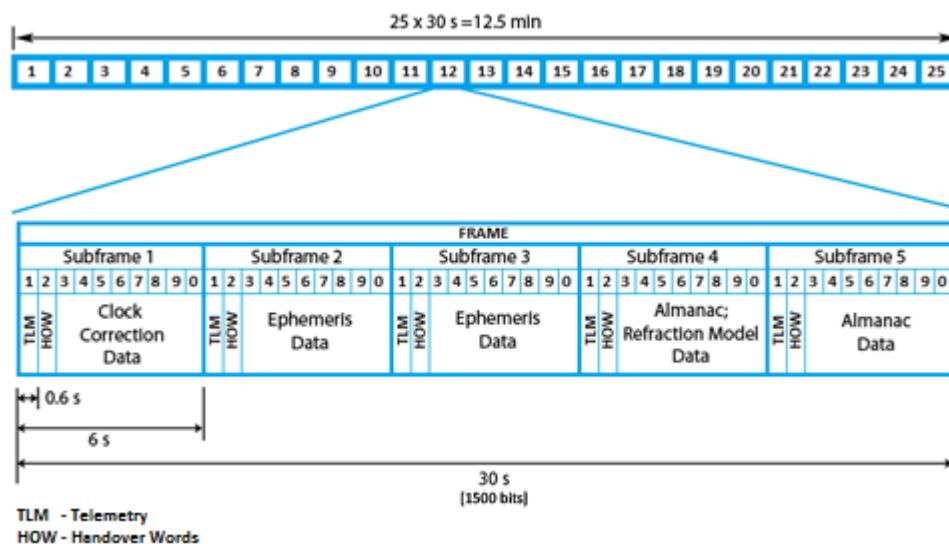 25 x 30 s =12.5 min
1 2 3 4 5 6 7 8 9 10 11 12 13 14 15 16 17 18 19 20 21 22 23 24 25
FRAME
Subframe 1 Subframe 2 Subframe 3 Subframe 4 Subframe 5
1 2 3 4 5 6 7 8 9 0 1 2 3 4 5 6 7 8 9 0 1 2 3 4 5 6 7 8 9 0 1 2 3 4 5 6 7 8 9 0 1 2 3 4 5 6 7 8 9 0
TLM HOW
Clock
Correction
Data
TLM HOW
Ephemeris
Data
TLM HOW
Ephemeris
Data
TLM HOW
Almanac;
Refraction Model
Data
TLM HOW
Almanac
Data
0.6 s
6 s
30 s
[1500 bits]
TLM - Telemetry
HOW - Handover Words